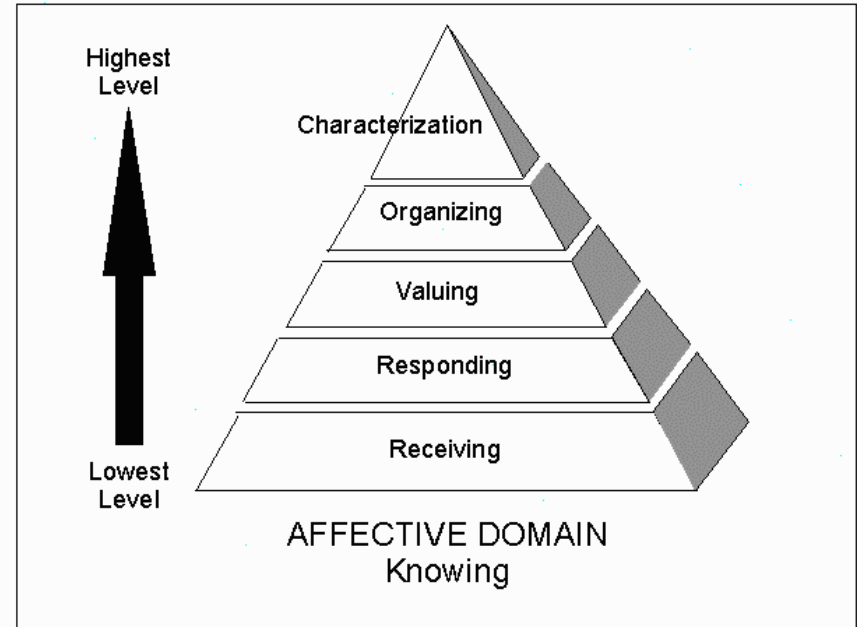 Highest
Level
Characterization
Organizing
Valuing
Responding
Receiving
Lowest
Level
AFFECTIVE DOMAIN
Knowing